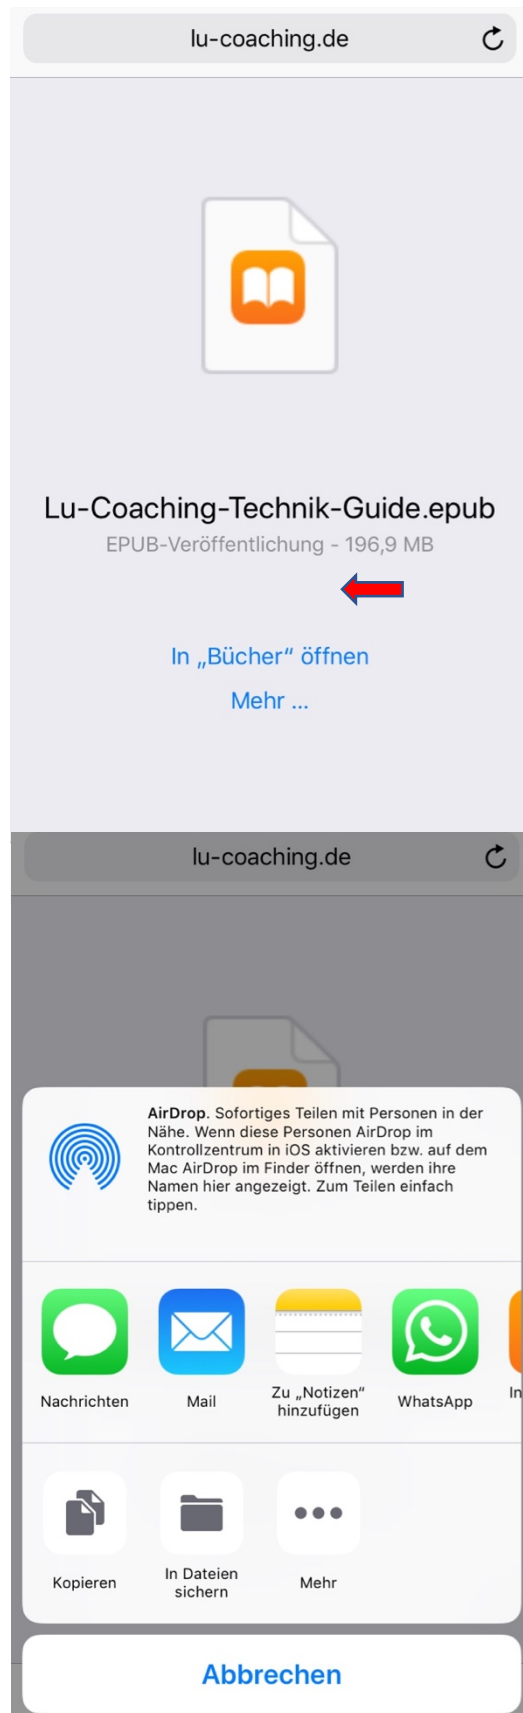 lu-coaching.de
Lu-Coaching-Technik-Guide.epub
EPUB-Veröffentlichung - 196,9 MB
In „Bücher“ öffnen
Mehr ...
lu-coaching.de
AirDrop. Sofortiges Teilen mit Personen in der
Nähe. Wenn diese Personen AirDrop im
Kontrollzentrum in iOS aktivieren bzw. auf dem
Mac AirDrop im Finder öffnen, werden ihre
Namen hier angezeigt. Zum Teilen einfach
tippen.
Nachrichten
Mail
Zu „Notizen“
hinzufügen
WhatsApp
In
Kopieren
In Dateien
sichern
Mehr
Abbrechen